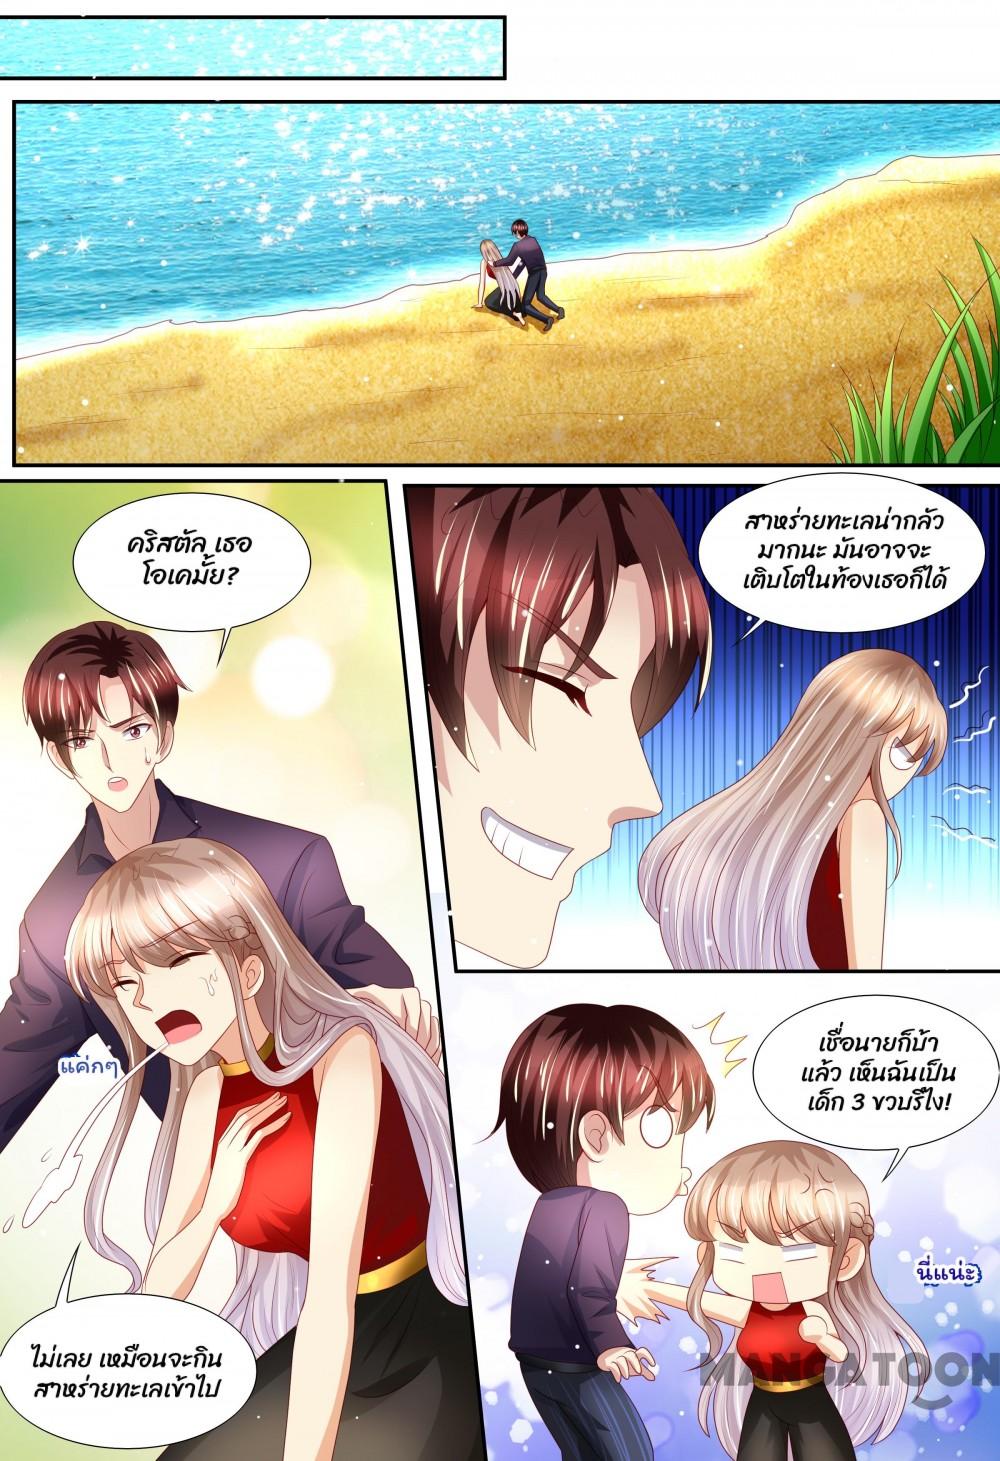 คริสตัล เธอ
โอเคมั้ย?
สาหร่ายทะเลน่ากลัว
มากนะ มันอาจจะ
เติบโตในท้องเธอก็ได้
แค่กๆ
ไม่เลย เหมือนจะกิน
สาหร่ายทะเลเข้าไป
เชื่อนายก็บ้า
แล้ว เห็นฉันเป็น
เด็ก 3 ขวบรึไง!
นี่แน่ะ
MANGATOON